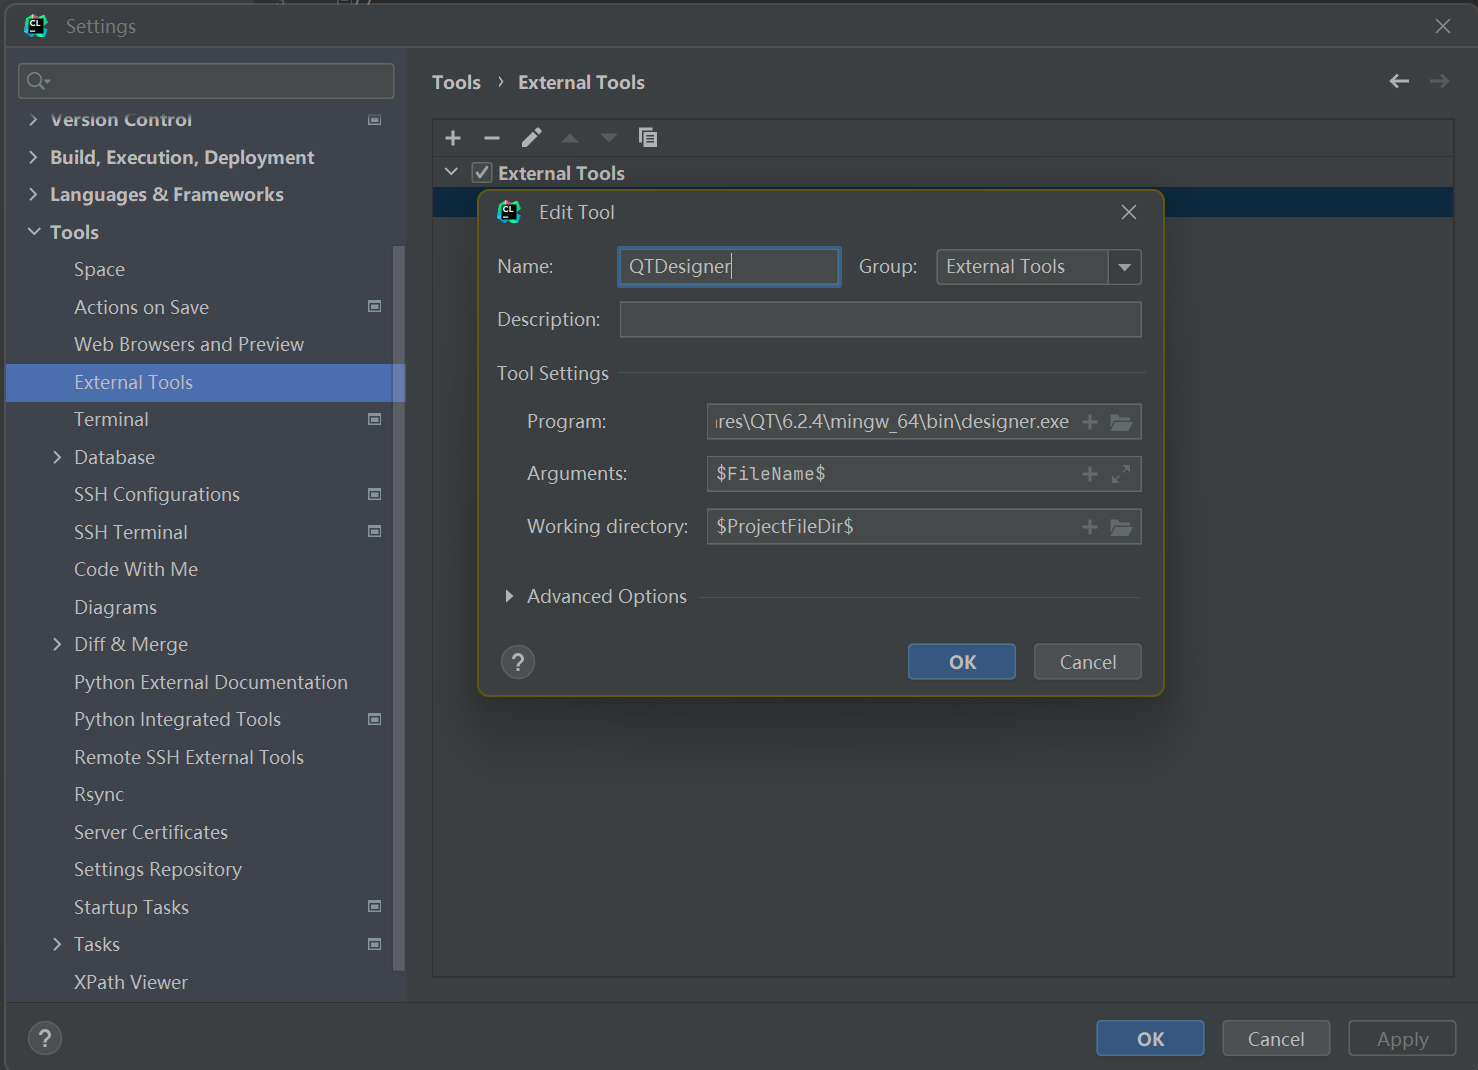 Settings
Version Control
Build, Execution, Deployment
Languages & Frameworks
Tools
Space
Actions on Save
Web Browsers and Preview
External Tools
Terminal
Database
SSH Configurations
SSH Terminal
Code With Me
Diagrams
Diff & Merge
Python External Documentation
Python Integrated Tools
Remote SSH External Tools
Rsync
Server Certificates
Settings Repository
Startup Tasks
Tasks
XPath Viewer
Tools › External Tools
External Tools
Edit Tool
Name: QTDesigner Group: External Tools
Description:
Tool Settings
Program: res\QT\6.2.4\mingw_64\bin\designer.exe
Arguments: $FileName$
Working directory: $ProjectFileDir$
Advanced Options
? OK Cancel
? OK Cancel Apply